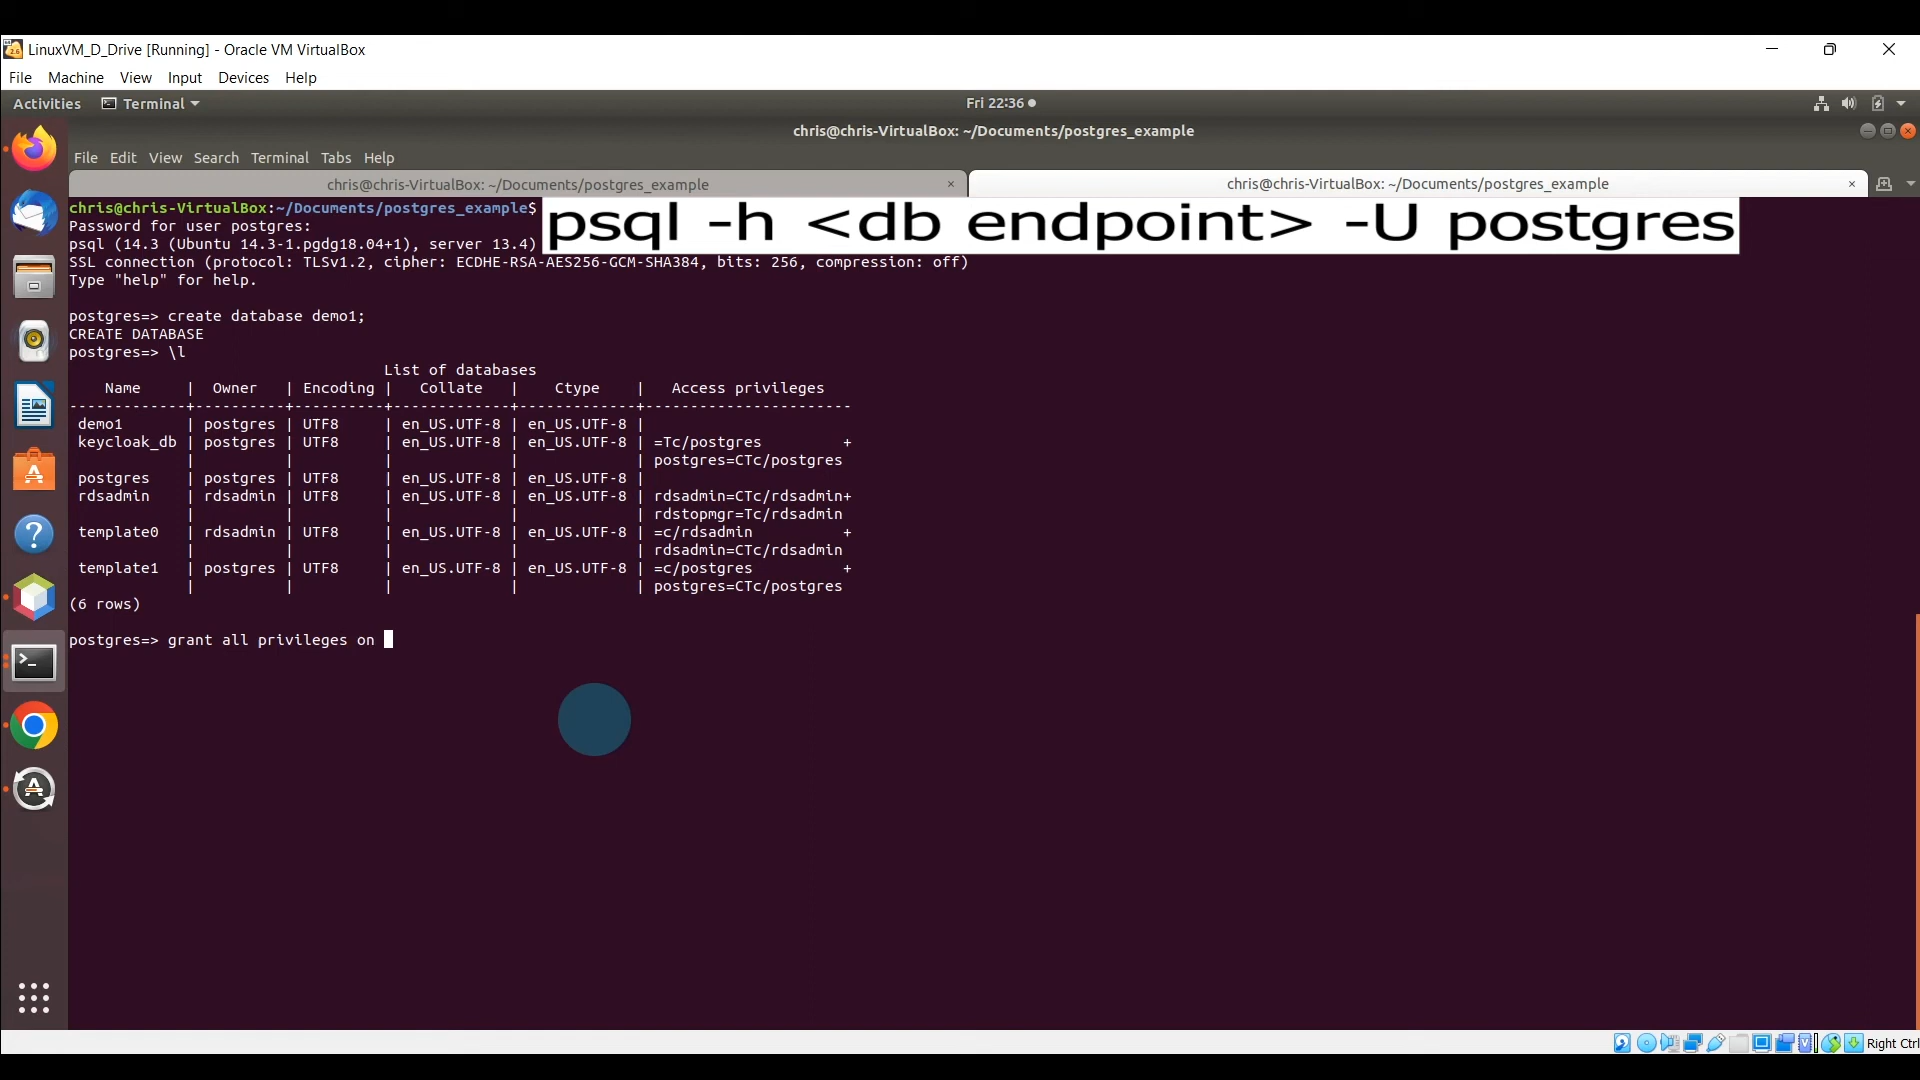 LinuxVM_D_Drive [Running] - Oracle VM VirtualBox
File Machine View Input Devices Help
Activities Terminal Fri 22:36
chris@chris-VirtualBox: ~/Documents/postgres_example
File Edit View Search Terminal Tabs Help
chris@chris-VirtualBox: ~/Documents/postgres_example × chris@chris-VirtualBox: ~/Documents/postgres_example ×
chris@chris-VirtualBox:~/Documents/postgres_example$
psql -h <db endpoint> -U postgres
Password for user postgres:
psql (14.3 (Ubuntu 14.3-1.pgdg18.04+1), server 13.4)
SSL connection (protocol: TLSv1.2, cipher: ECDHE-RSA-AES256-GCM-SHA384, bits: 256, compression: off)
Type "help" for help.
postgres=> create database demo1;
CREATE DATABASE
postgres=> \l
List of databases
Name | Owner | Encoding | Collate | Ctype | Access privileges
-------------+----------+----------+-------------+-------------+-----------------------
demo1 | postgres | UTF8 | en_US.UTF-8 | en_US.UTF-8 |
keycloak_db | postgres | UTF8 | en_US.UTF-8 | en_US.UTF-8 | =Tc/postgres +
| | | | | postgres=CTc/postgres
postgres | postgres | UTF8 | en_US.UTF-8 | en_US.UTF-8 |
rdsadmin | rdsadmin | UTF8 | en_US.UTF-8 | en_US.UTF-8 | rdsadmin=CTc/rdsadmin+
| | | | | rdstopmgr=Tc/rdsadmin
template0 | rdsadmin | UTF8 | en_US.UTF-8 | en_US.UTF-8 | =c/rdsadmin +
| | | | | rdsadmin=CTc/rdsadmin
template1 | postgres | UTF8 | en_US.UTF-8 | en_US.UTF-8 | =c/postgres +
| | | | | postgres=CTc/postgres
(6 rows)
postgres=> grant all privileges on
Right Ctrl